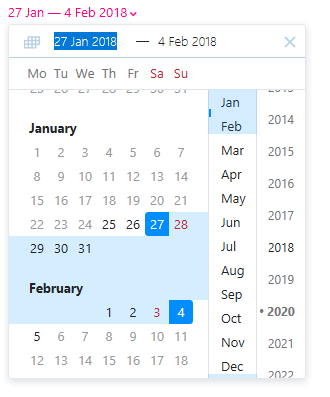 27 Jan — 4 Feb 2018
27 Jan 2018 — 4 Feb 2018
Mo Tu We Th Fr Sa Su
January
1 2 3 4 5 6 7
8 9 10 11 12 13 14
15 16 17 18 19 20 21
22 23 24 25 26 27 28
29 30 31
February
1 2 3 4
5 6 7 8 9 10 11
12 13 14 15 16 17 18
Jan
Feb
Mar
Apr
May
Jun
Jul
Aug
Sep
Oct
Nov
Dec
2014
2015
2016
2017
2018
2019
• 2020
2021
2022